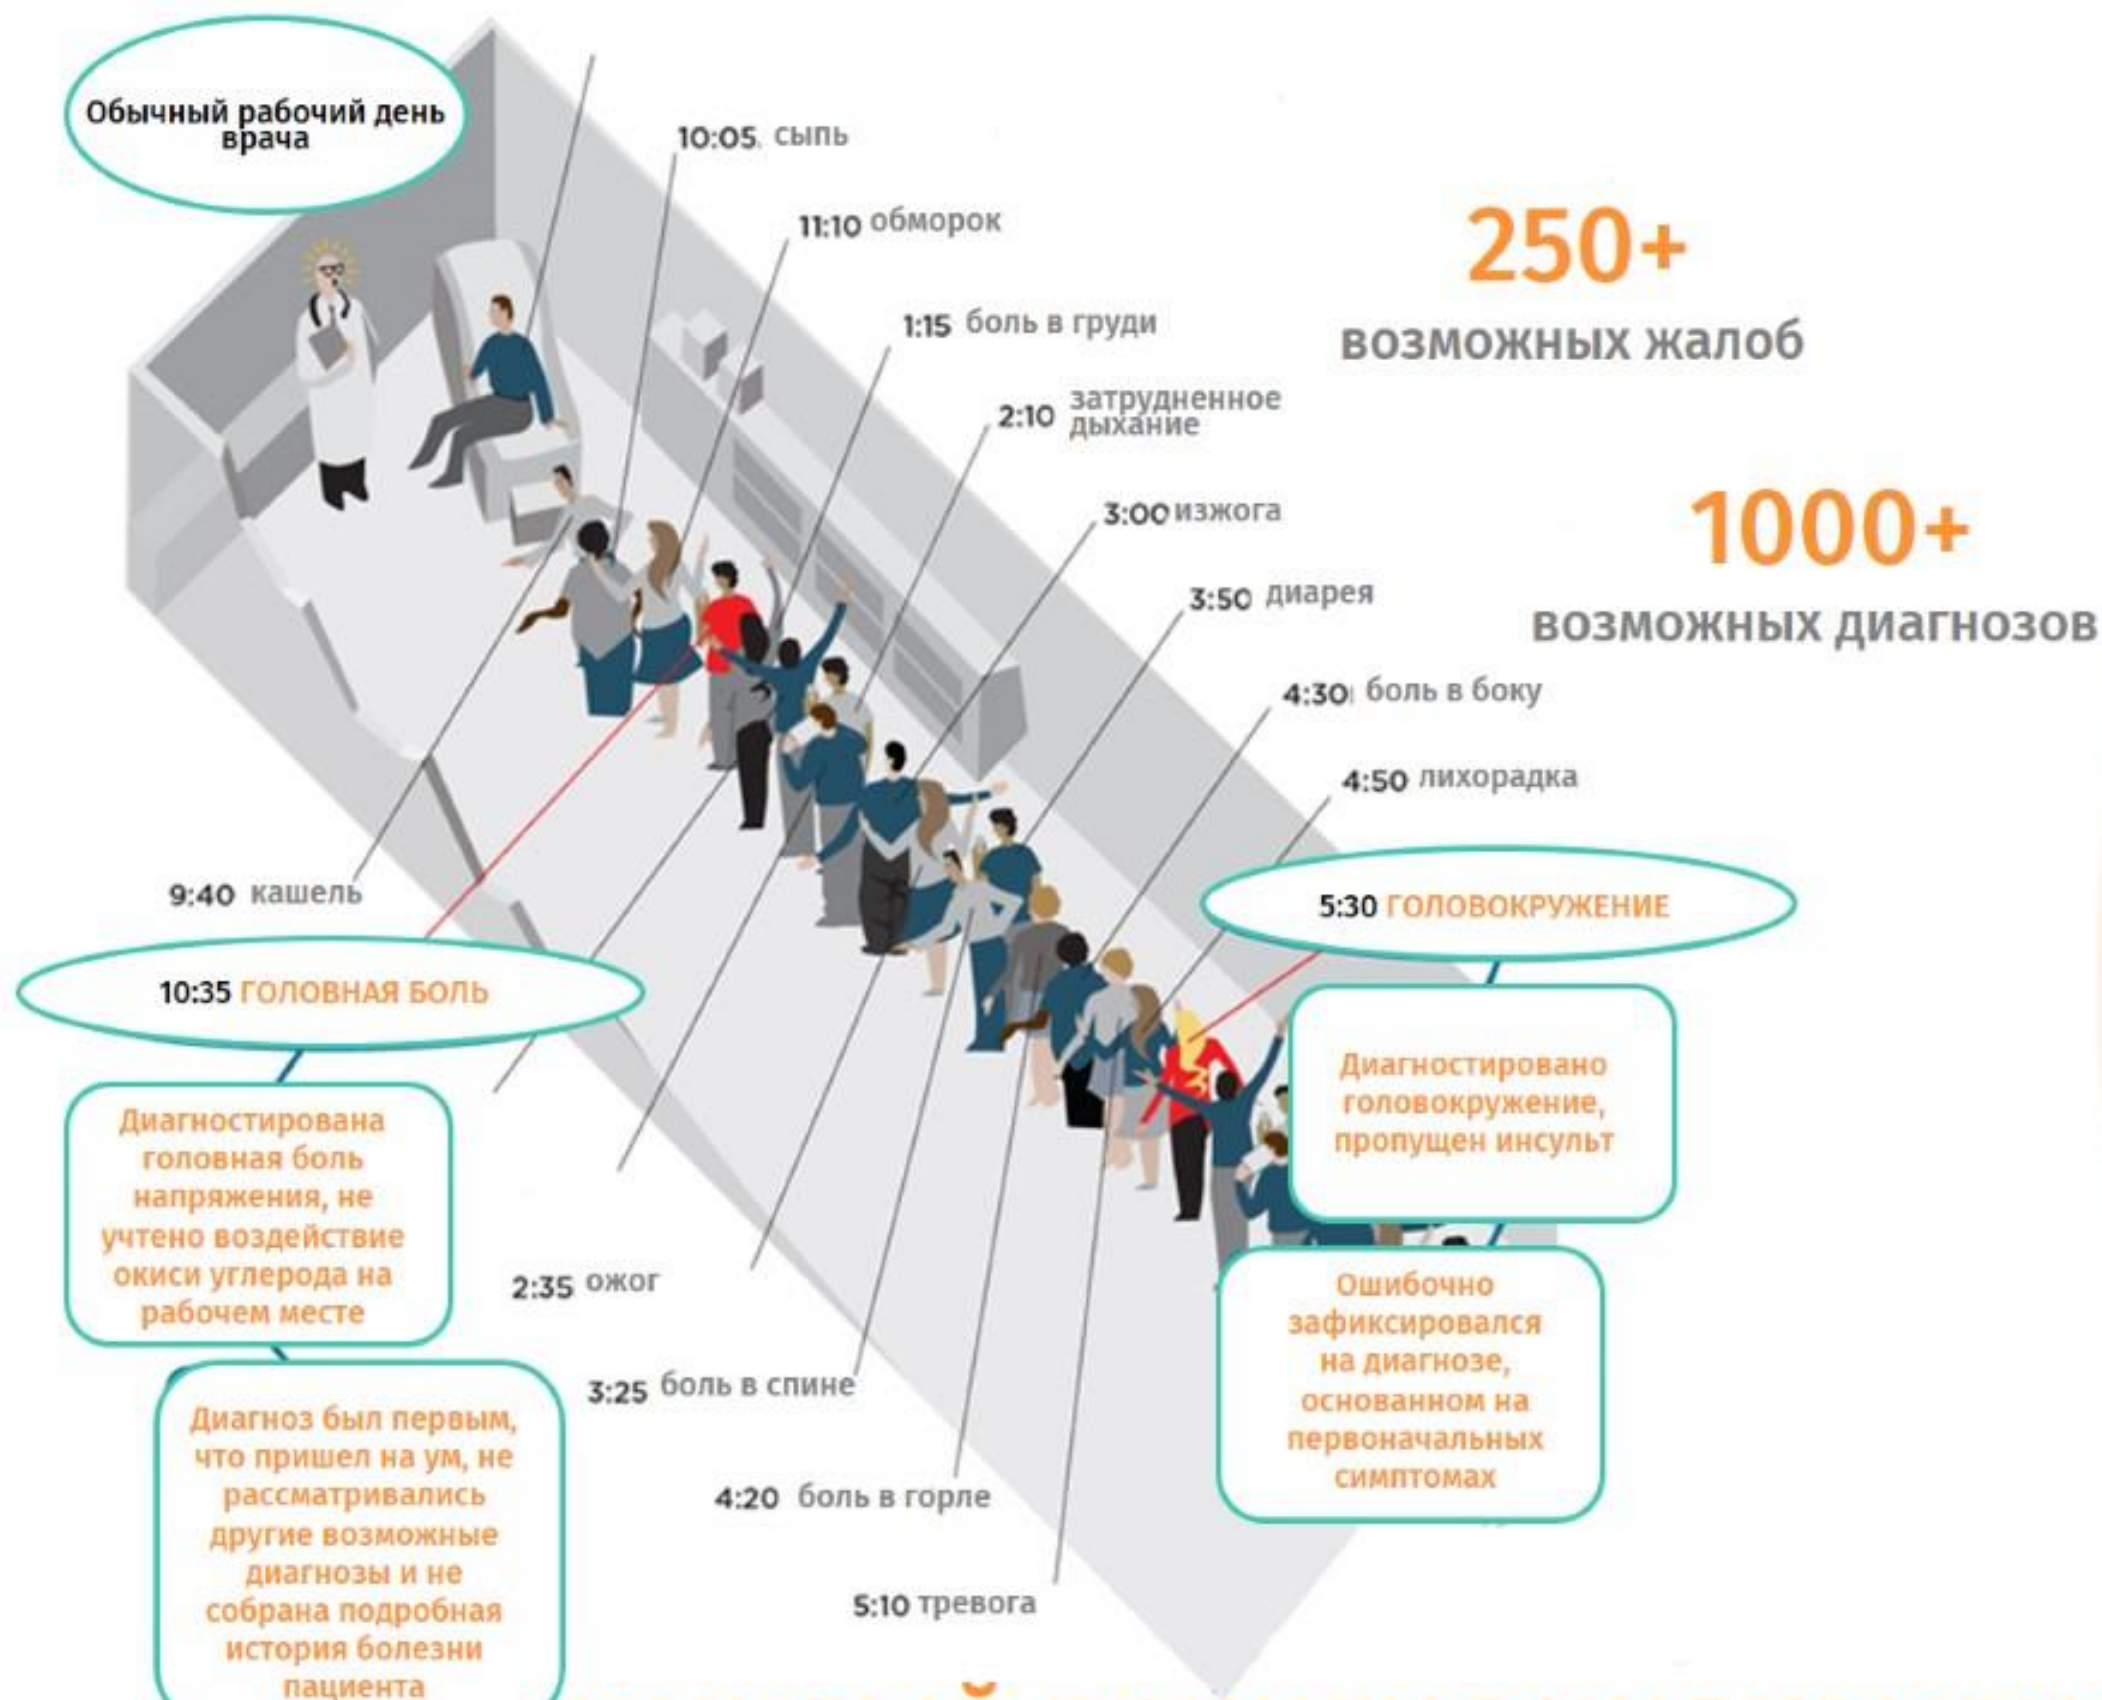 Обычный рабочий день
врача
10:05. сыпь
11:10 обморок
1:15 боль в груди
2:10 затрудненное
дыхание
3:00 изжога
3:50 диарея
4:30 боль в боку
4:50 лихорадка
250+
возможных жалоб
1000+
возможных диагнозов
9:40 кашель
10:35 ГОЛОВНАЯ БОЛЬ
Диагностирована
головная боль
напряжения, не
учтено воздействие
окиси углерода на
рабочем месте
Диагноз был первым,
что пришел на ум, не
рассматривались
другие возможные
диагнозы и не
собрана подробная
история болезни
пациента
2:35 ожог
3:25 боль в спине
4:20 боль в горле
5:10 тревога
5:30 ГОЛОВОКРУЖЕНИЕ
Диагностировано
головокружение,
пропущен инсульт
Ошибочно
зафиксировался
на диагнозе,
основанном на
первоначальных
симптомах